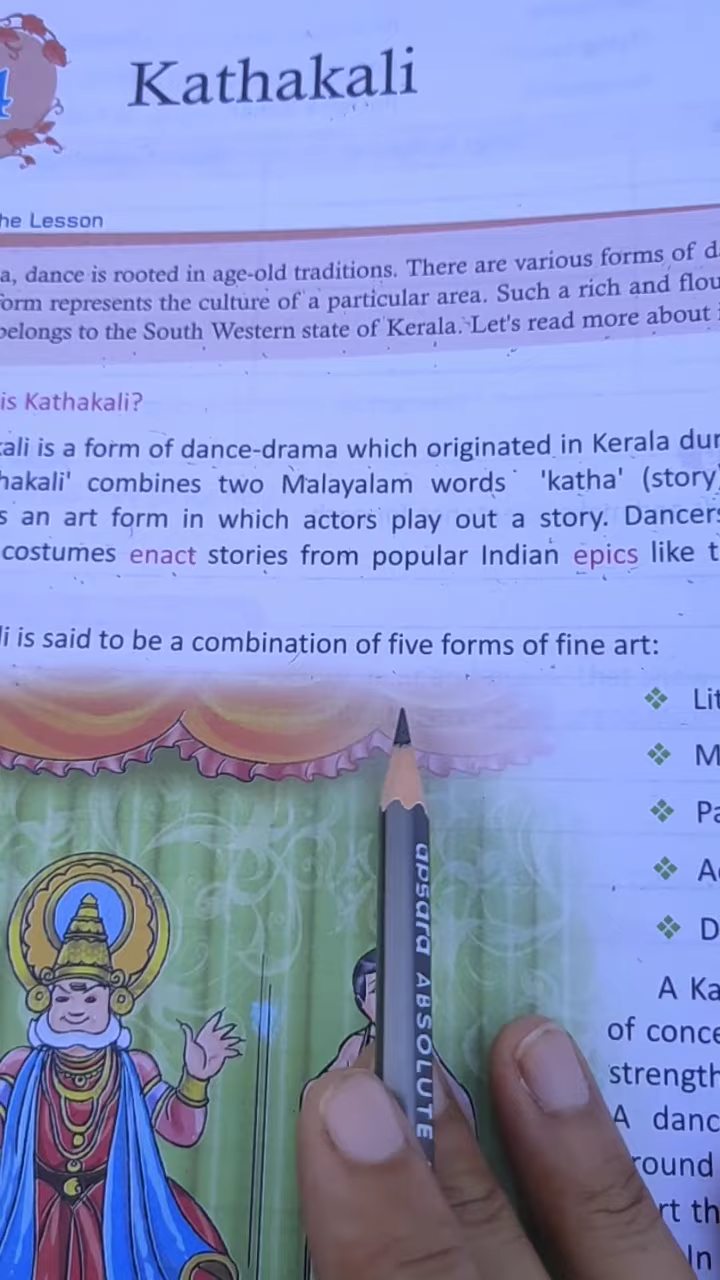 4
Kathakali
he Lesson
a, dance is rooted in age-old traditions. There are various forms of d
orm represents the culture of a particular area. Such a rich and flou
belongs to the South Western state of Kerala. Let's read more about i
is Kathakali?
kali is a form of dance-drama which originated in Kerala dur
hakali' combines two Malayalam words 'katha' (story)
s an art form in which actors play out a story. Dancers
costumes enact stories from popular Indian epics like t
li is said to be a combination of five forms of fine art:
❖ Lit
❖ M
❖ Pa
❖ Ac
❖ D
A Ka
of conce
strength
A danc
round
rt th
In
apsara ABSOLUTE